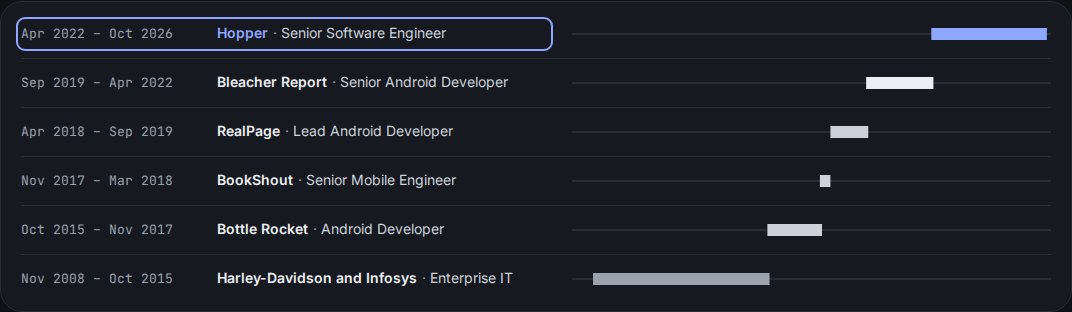 Apr 2022 – Oct 2026 Hopper · Senior Software Engineer
Sep 2019 – Apr 2022 Bleacher Report · Senior Android Developer
Apr 2018 – Sep 2019 RealPage · Lead Android Developer
Nov 2017 – Mar 2018 BookShout · Senior Mobile Engineer
Oct 2015 – Nov 2017 Bottle Rocket · Android Developer
Nov 2008 – Oct 2015 Harley-Davidson and Infosys · Enterprise IT